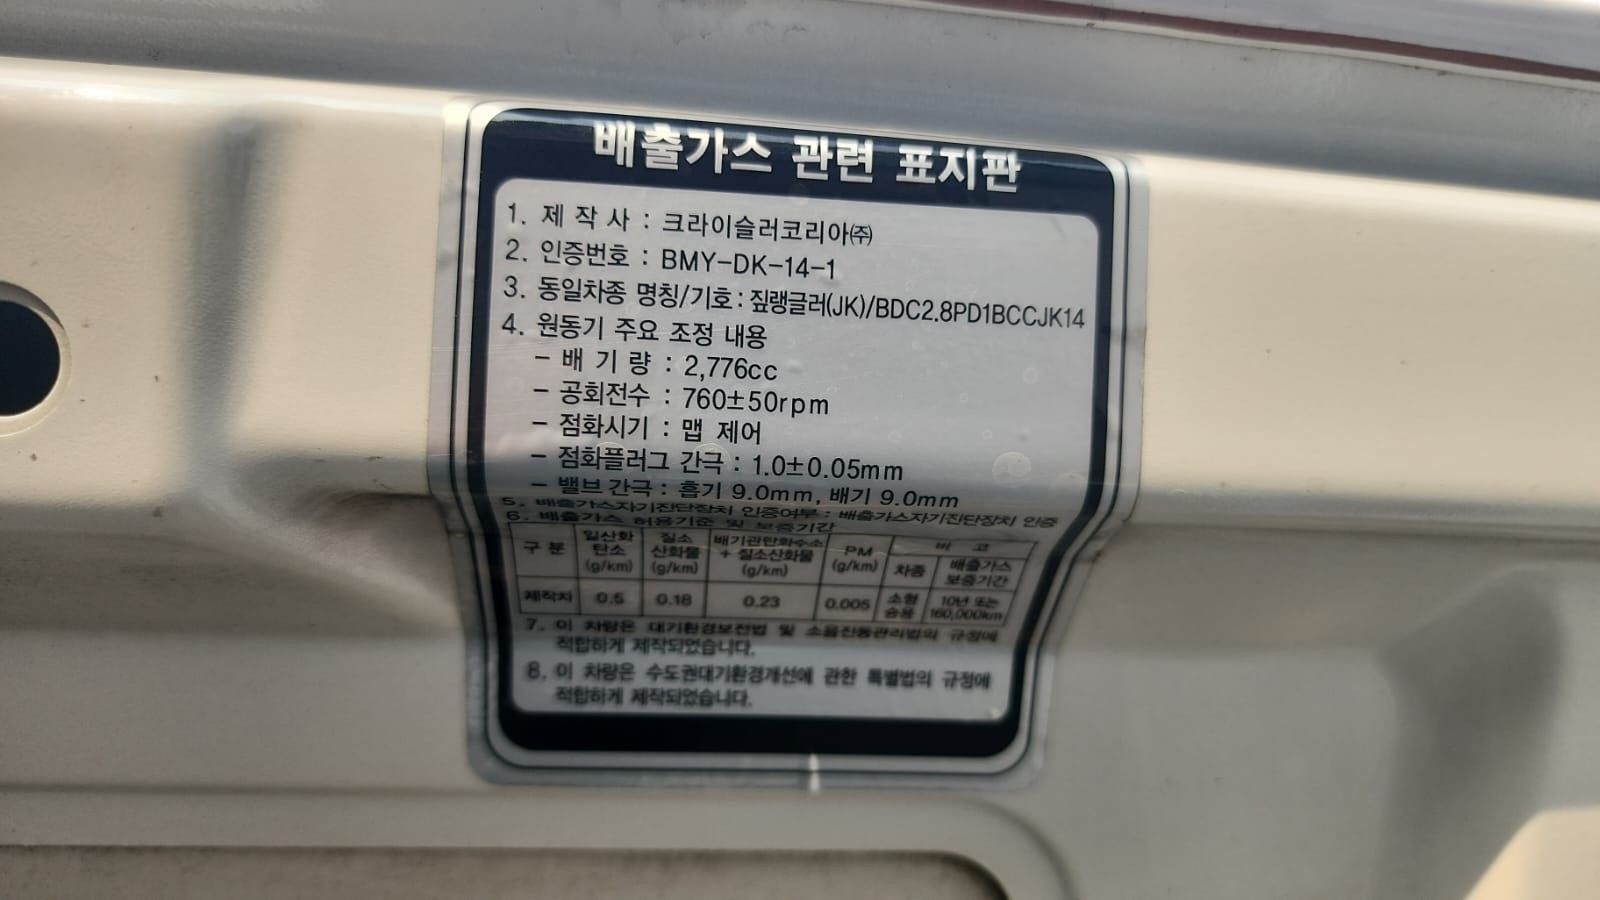 배출가스 관련 표지판
1. 제 작 사 : 크라이슬러코리아㈜
2. 인증번호 : BMY-DK-14-1
3. 동일차종 명칭/기호 : 짚랭글러(JK)/BDC2.8PD1BCCJK14
4. 원동기 주요 조정 내용
- 배 기 량 : 2,776cc
- 공회전수 : 760±50rpm
- 점화시기 : 맵 제어
- 점화플러그 간극 : 1.0±0.05mm
- 밸브 간극 : 흡기 9.0mm, 배기 9.0mm
5. 배출가스자기진단장치 인증여부 : 배출가스자기진단장치 인증
6. 배출가스 허용기준 및 보증기간
구 분 일산화탄소 (g/km) 질소산화물 (g/km) 배기관탄화수소 + 질소산화물 (g/km) PM (g/km) 비 고
차종 배출가스 보증기간
제작차 0.5 0.18 0.23 0.005 소형승용 10년 또는 160,000km
7. 이 차량은 대기환경보전법 및 소음진동관리법의 규정에
적합하게 제작되었습니다.
8. 이 차량은 수도권대기환경개선에 관한 특별법의 규정에
적합하게 제작되었습니다.